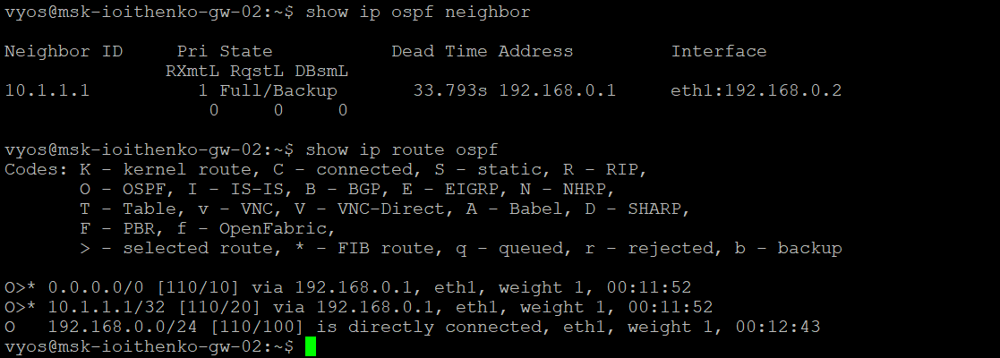 vyos@msk-ioithenko-gw-02:~$ show ip ospf neighbor
Neighbor ID     Pri State           Dead Time Address         Interface
RXmtL RqstL DBsmL
10.1.1.1          1 Full/Backup       33.793s 192.168.0.1     eth1:192.168.0.2
0     0     0
vyos@msk-ioithenko-gw-02:~$ show ip route ospf
Codes: K - kernel route, C - connected, S - static, R - RIP,
O - OSPF, I - IS-IS, B - BGP, E - EIGRP, N - NHRP,
T - Table, v - VNC, V - VNC-Direct, A - Babel, D - SHARP,
F - PBR, f - OpenFabric,
> - selected route, * - FIB route, q - queued, r - rejected, b - backup
O>* 0.0.0.0/0 [110/10] via 192.168.0.1, eth1, weight 1, 00:11:52
O>* 10.1.1.1/32 [110/20] via 192.168.0.1, eth1, weight 1, 00:11:52
O   192.168.0.0/24 [110/100] is directly connected, eth1, weight 1, 00:12:43
vyos@msk-ioithenko-gw-02:~$